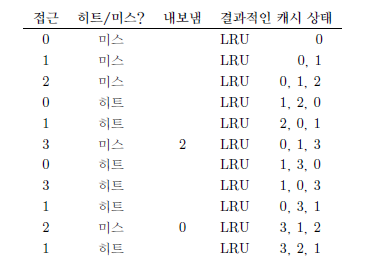 접근 히트/미스? 내보냄 결과적인 캐시 상태
0 미스 LRU 0
1 미스 LRU 0, 1
2 미스 LRU 0, 1, 2
0 히트 LRU 1, 2, 0
1 히트 LRU 2, 0, 1
3 미스 2 LRU 0, 1, 3
0 히트 LRU 1, 3, 0
3 히트 LRU 1, 0, 3
1 히트 LRU 0, 3, 1
2 미스 0 LRU 3, 1, 2
1 히트 LRU 3, 2, 1